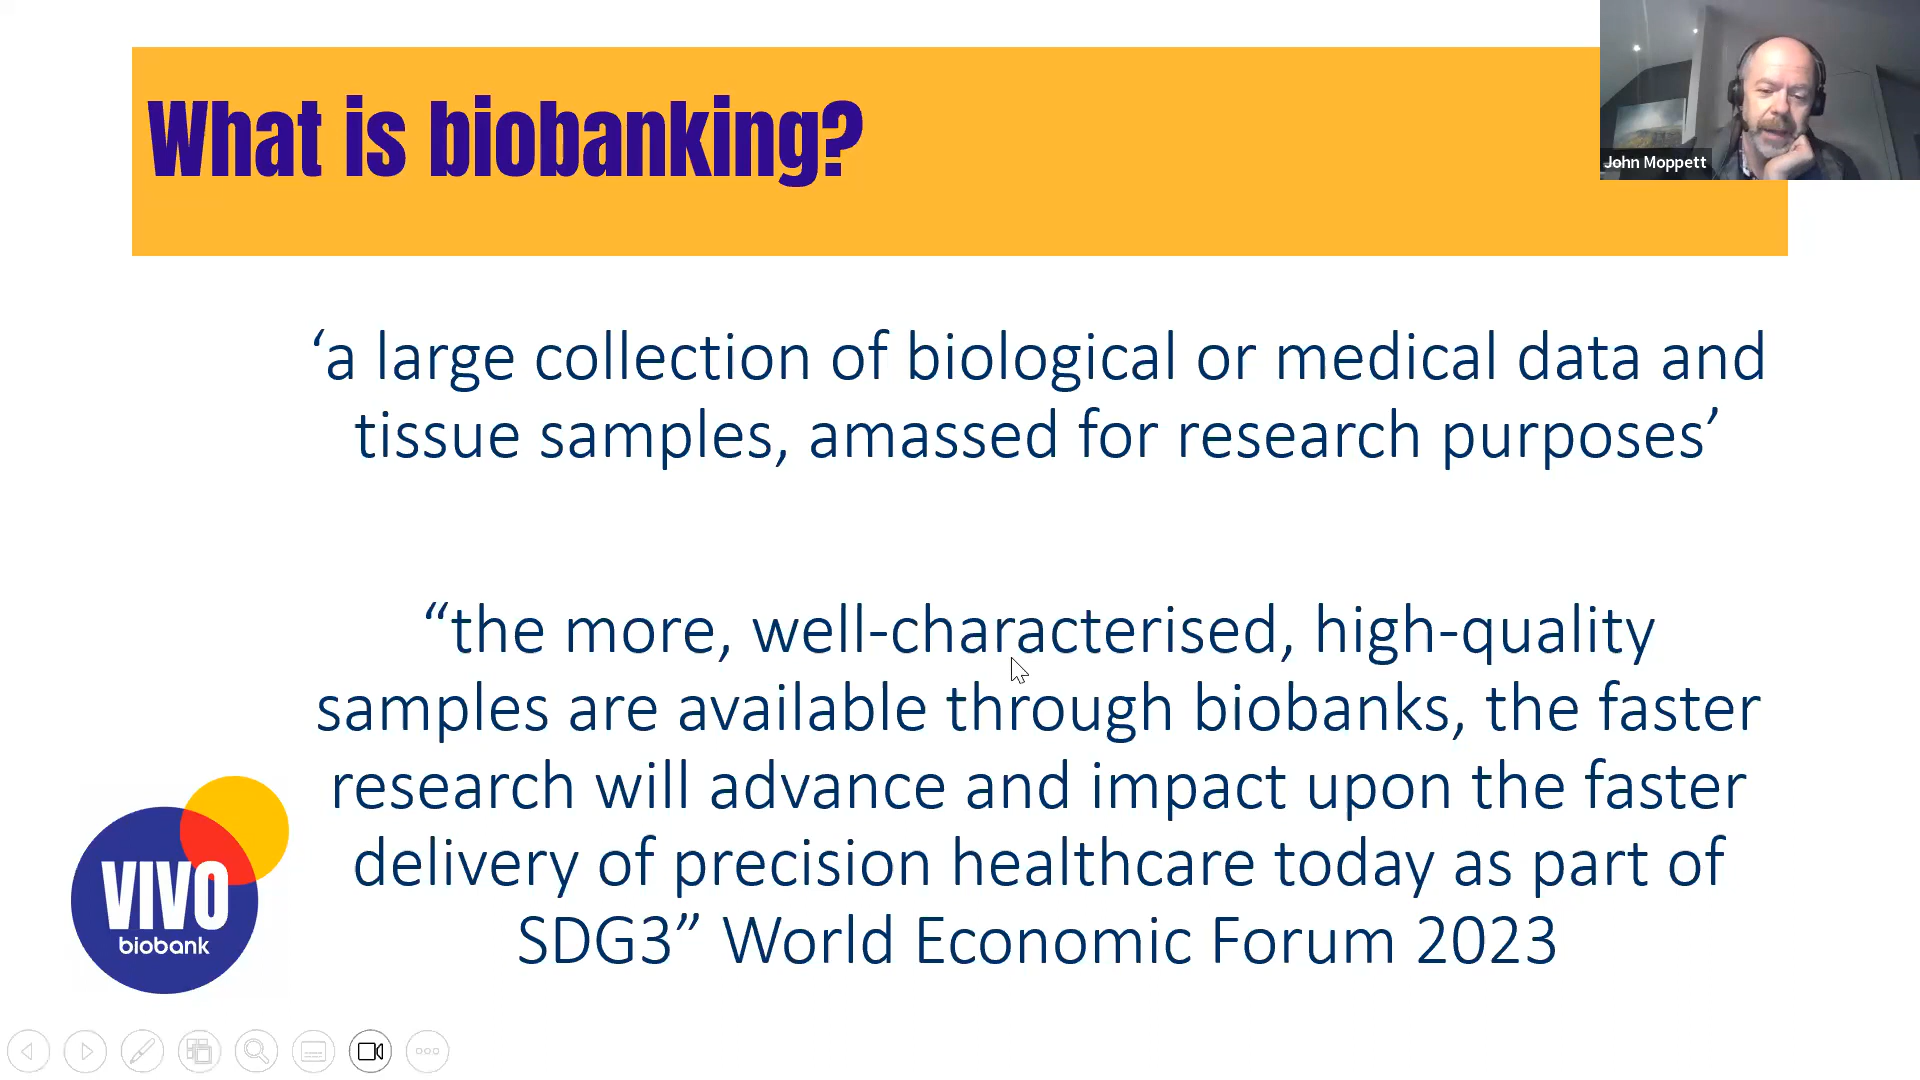 What is biobanking?
John Moppett
‘a large collection of biological or medical data and
tissue samples, amassed for research purposes’
“the more, well-characterised, high-quality
samples are available through biobanks, the faster
research will advance and impact upon the faster
delivery of precision healthcare today as part of
SDG3” World Economic Forum 2023
VIVO
biobank